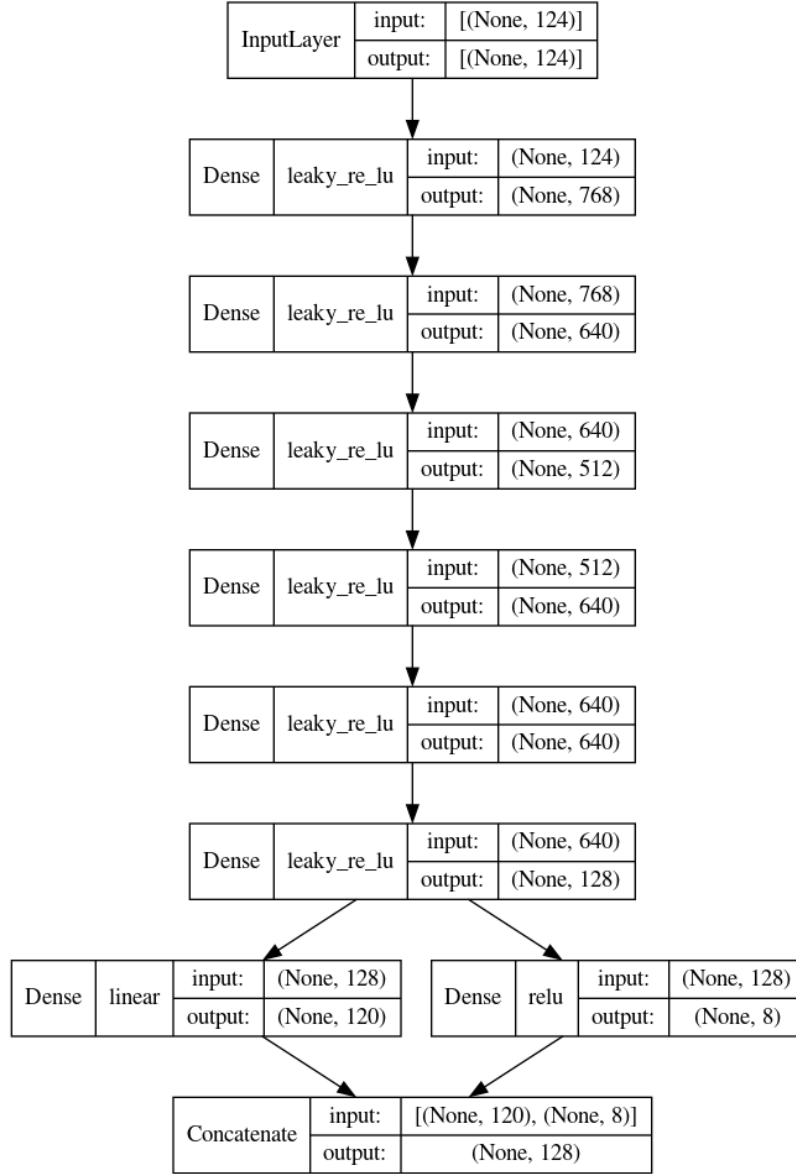 InputLayer input: [(None, 124)]
output: [(None, 124)]
Dense leaky_re_lu input: (None, 124)
output: (None, 768)
Dense leaky_re_lu input: (None, 768)
output: (None, 640)
Dense leaky_re_lu input: (None, 640)
output: (None, 512)
Dense leaky_re_lu input: (None, 512)
output: (None, 640)
Dense leaky_re_lu input: (None, 640)
output: (None, 640)
Dense leaky_re_lu input: (None, 640)
output: (None, 128)
Dense linear input: (None, 128)
output: (None, 120)
Dense relu input: (None, 128)
output: (None, 8)
Concatenate input: [(None, 120), (None, 8)]
output: (None, 128)